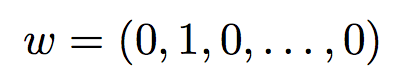 w = (0, 1, 0, . . . , 0)